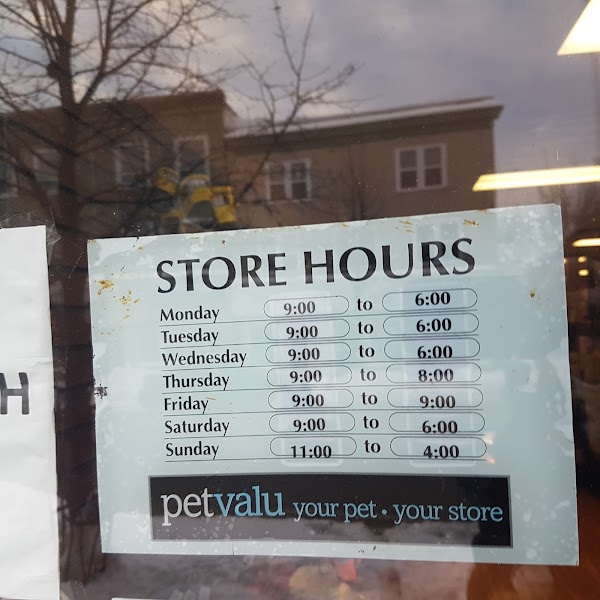 STORE HOURS
Monday 9:00 to 6:00
Tuesday 9:00 to 6:00
Wednesday 9:00 to 6:00
Thursday 9:00 to 8:00
Friday 9:00 to 9:00
Saturday 9:00 to 6:00
Sunday 11:00 to 4:00
petvalu your pet · your store
H